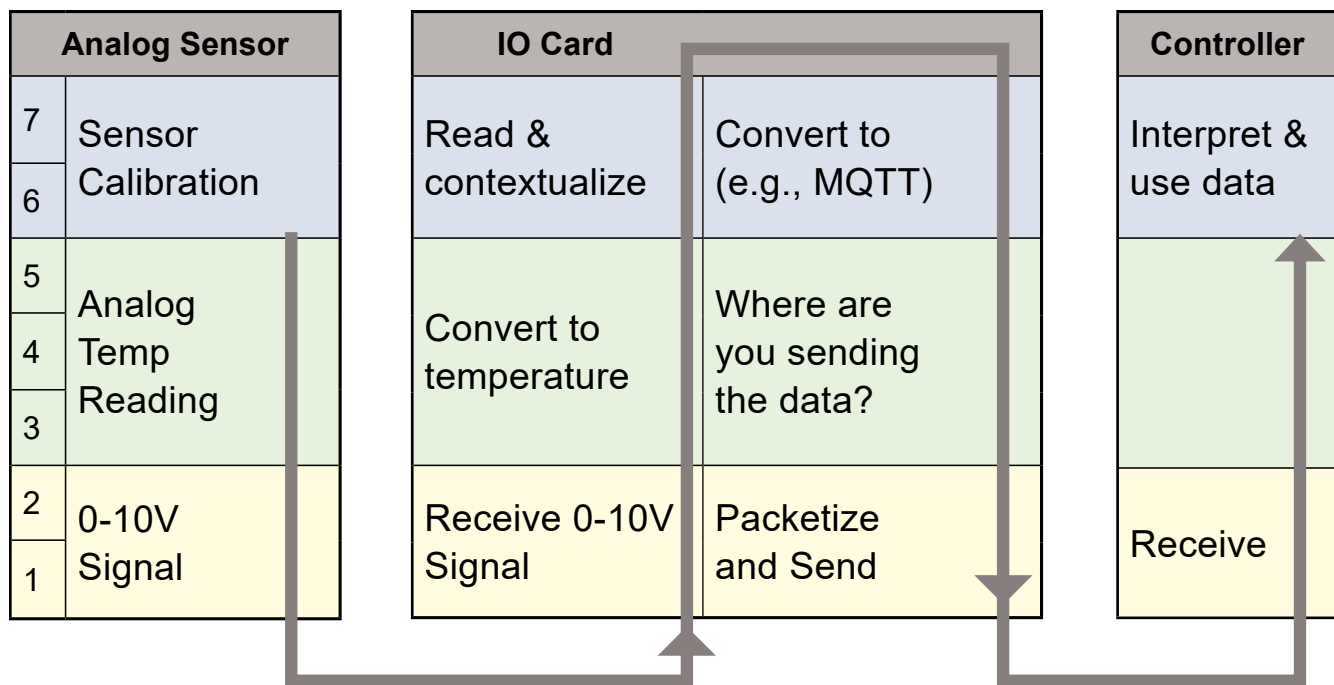 Analog Sensor
7
6
Sensor
Calibration
5
4
3
Analog
Temp
Reading
2
1
0-10V
Signal
IO Card
Read &
contextualize
Convert to
(e.g., MQTT)
Convert to
temperature
Where are
you sending
the data?
Receive 0-10V
Signal
Packetize
and Send
Controller
Interpret &
use data
Receive